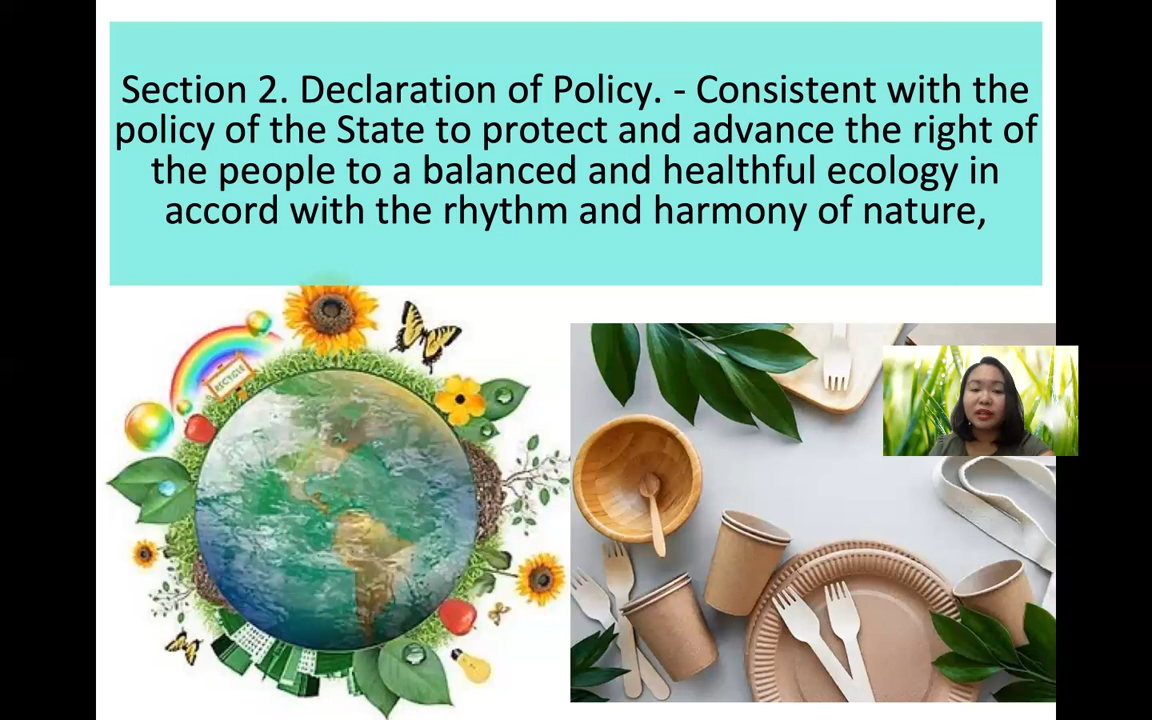 Section 2. Declaration of Policy. - Consistent with the
policy of the State to protect and advance the right of
the people to a balanced and healthful ecology in
accord with the rhythm and harmony of nature,
RECYCLE